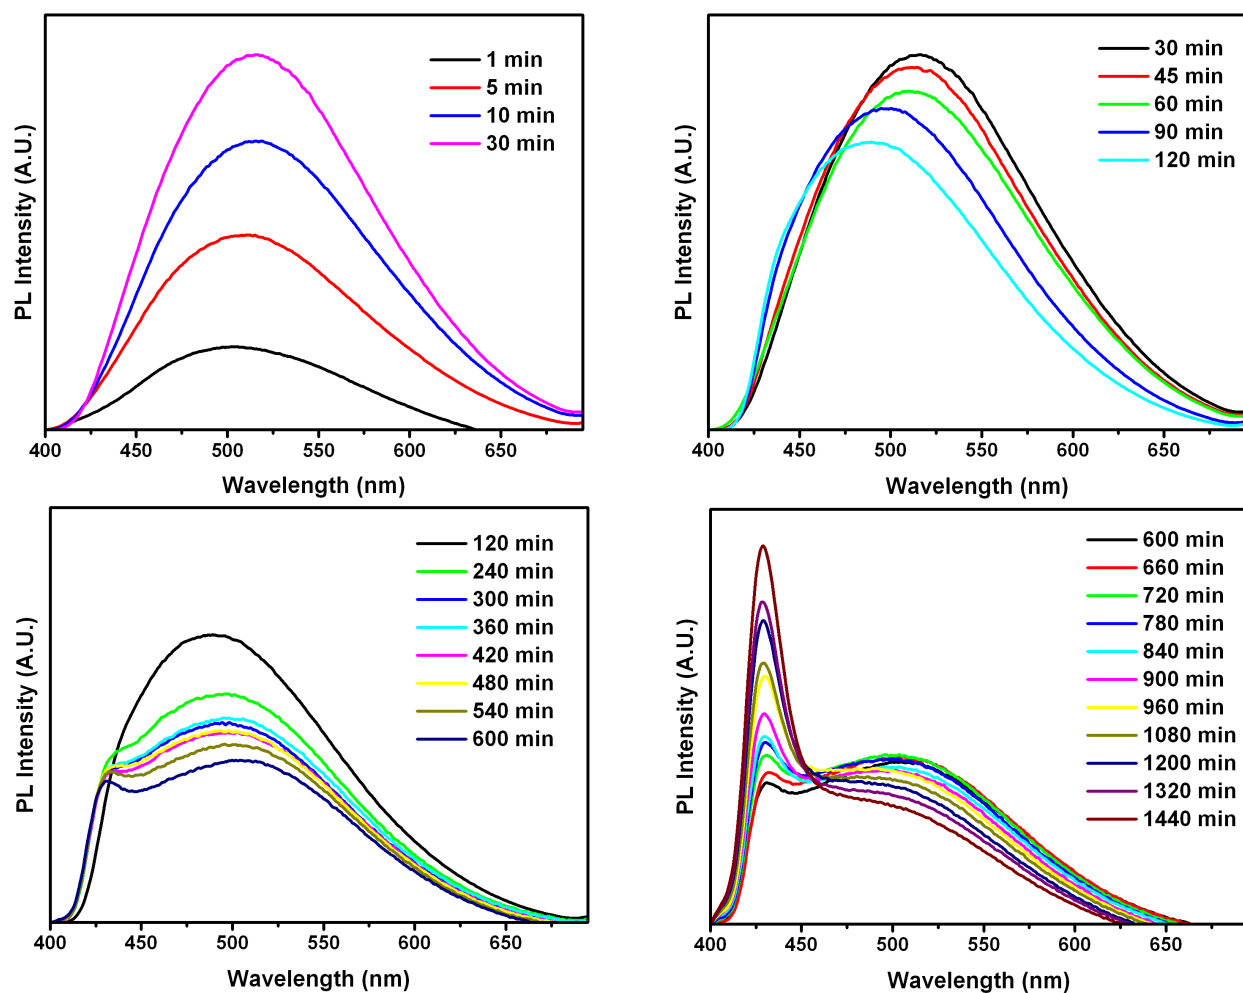 PL Intensity (A.U.)
1 min
5 min
10 min
30 min
400 450 500 550 600 650
Wavelength (nm)
PL Intensity (A.U.)
30 min
45 min
60 min
90 min
120 min
400 450 500 550 600 650
Wavelength (nm)
PL Intensity (A.U.)
120 min
240 min
300 min
360 min
420 min
480 min
540 min
600 min
400 450 500 550 600 650
Wavelength (nm)
PL Intensity (A.U.)
600 min
660 min
720 min
780 min
840 min
900 min
960 min
1080 min
1200 min
1320 min
1440 min
400 450 500 550 600 650
Wavelength (nm)